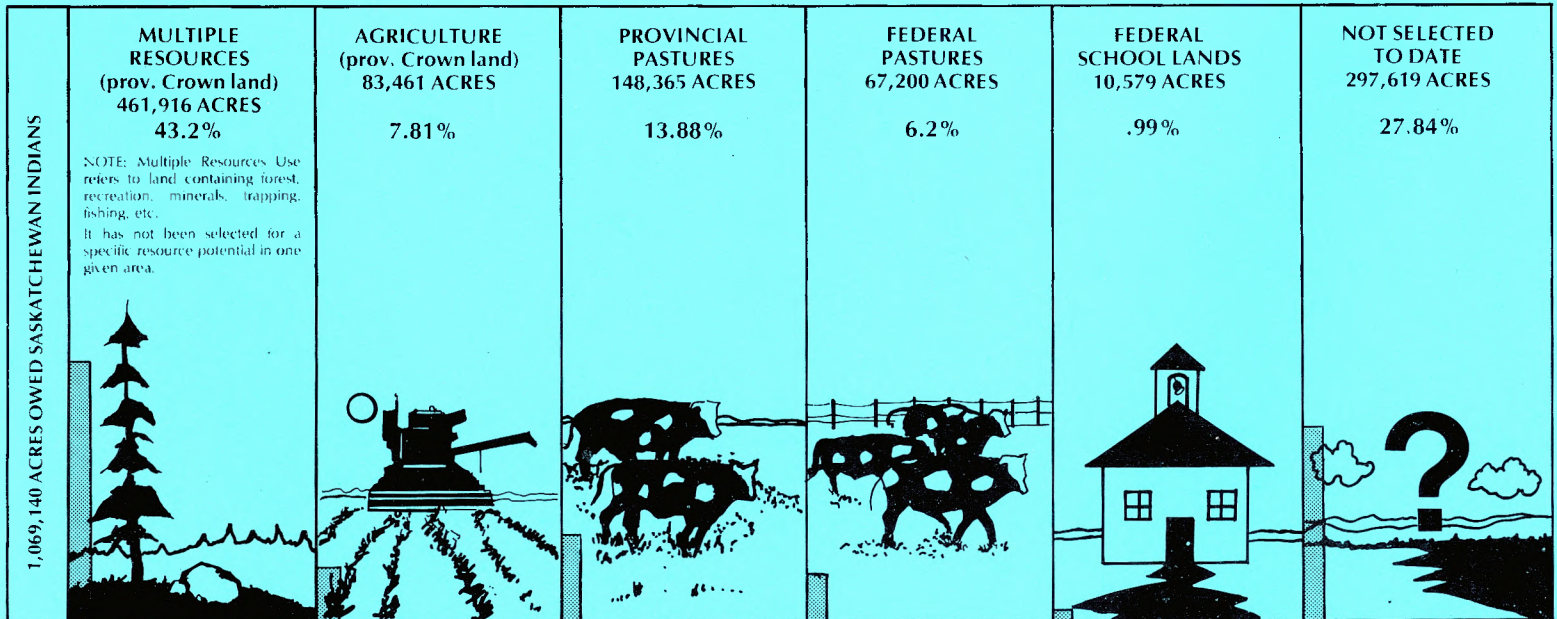 1,069,140 ACRES OWED SASKATCHEWAN INDIANS
MULTIPLE
RESOURCES
(prov. Crown land)
461,916 ACRES
43.2%
NOTE: Multiple Resources Use
refers to land containing forest,
recreation, minerals, trapping,
fishing, etc.
It has not been selected for a
specific resource potential in one
given area.
AGRICULTURE
(prov. Crown land)
83,461 ACRES
7.81%
PROVINCIAL
PASTURES
148,365 ACRES
13.88%
FEDERAL
PASTURES
67,200 ACRES
6.2%
FEDERAL
SCHOOL LANDS
10,579 ACRES
.99%
NOT SELECTED
TO DATE
297,619 ACRES
27.84%
?